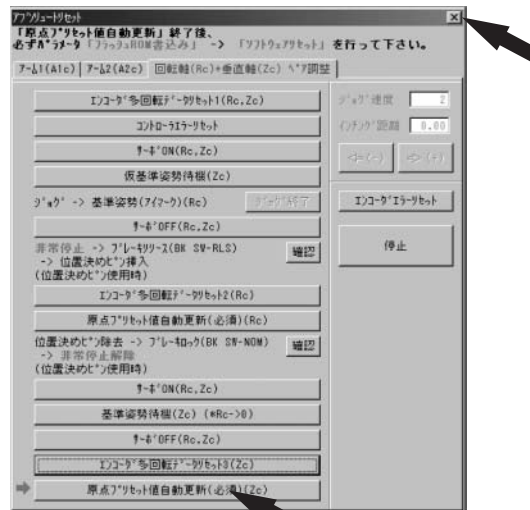 ｱﾌﾞｿﾘｭｰﾄﾘｾｯﾄ
「原点ﾌﾟﾘｾｯﾄ値自動更新」終了後、
必ずﾊﾟﾗﾒｰﾀ「ﾌﾗｯｼｭROM書込み」 -> 「ｿﾌﾄｳｪｱﾘｾｯﾄ」を行って下さい。
ｱｰﾑ1(A1c) ｱｰﾑ2(A2c) 回転軸(Rc)+垂直軸(Zc) ﾍﾟｱ調整
ｴﾝｺｰﾀﾞ多回転ﾃﾞｰﾀﾘｾｯﾄ1(Rc,Zc)
ｺﾝﾄﾛｰﾗｴﾗｰﾘｾｯﾄ
ｻｰﾎﾞON(Rc,Zc)
仮基準姿勢待機(Zc)
ｼﾞｮｸﾞ -> 基準姿勢(ｱｲﾏｰｸ)(Rc) ｼﾞｮｸﾞ終了
ｻｰﾎﾞOFF(Rc,Zc)
非常停止 -> ﾌﾞﾚｰｷﾘﾘｰｽ(BK SW-RLS)
-> 位置決めﾋﾟﾝ挿入
(位置決めﾋﾟﾝ使用時)
確認
ｴﾝｺｰﾀﾞ多回転ﾃﾞｰﾀﾘｾｯﾄ2(Rc)
原点ﾌﾟﾘｾｯﾄ値自動更新(必須)(Rc)
位置決めﾋﾟﾝ除去 -> ﾌﾞﾚｰｷﾛｯｸ(BK SW-NOM)
-> 非常停止解除
(位置決めﾋﾟﾝ使用時)
確認
ｻｰﾎﾞON(Rc,Zc)
基準姿勢待機(Zc) (*Rc->0)
ｻｰﾎﾞOFF(Rc,Zc)
ｴﾝｺｰﾀﾞ多回転ﾃﾞｰﾀﾘｾｯﾄ3(Zc)
原点ﾌﾟﾘｾｯﾄ値自動更新(必須)(Zc)
ｼﾞｮｸﾞ速度 2
ｲﾝﾁﾝｸﾞ距離 0.00
<=(-) =>(+)
ｴﾝｺｰﾀﾞｴﾗｰﾘｾｯﾄ
停止